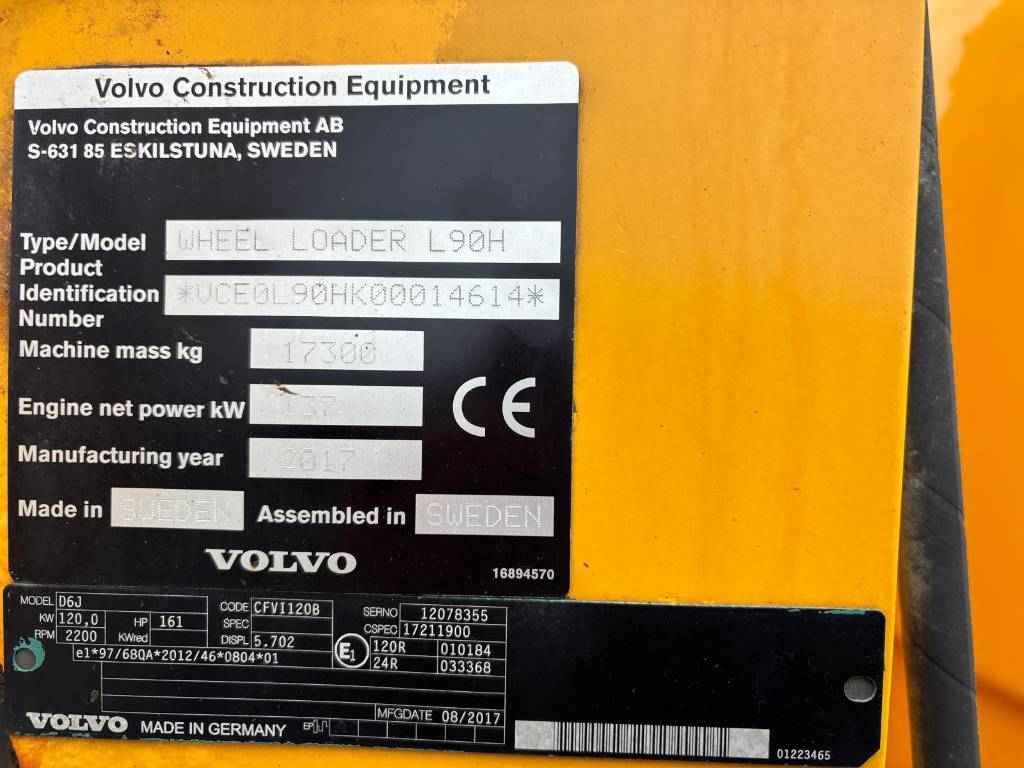 Volvo Construction Equipment
Volvo Construction Equipment AB
S-631 85 ESKILSTUNA, SWEDEN
Type/Model WHEEL LOADER L90H
Product
Identification *VCE0L90HK00014614*
Number
Machine mass kg 17300
Engine net power kW 137
Manufacturing year 2017
Made in SWEDEN Assembled in SWEDEN
VOLVO
16894570
MODEL D6J CODE CFVI120B SERNO 12078355
KW 120,0 HP 161 SPEC CSPEC 17211900
RPM 2200 KWred DISPL 5.702 E1 120R 010184
e1*97/68QA*2012/46*0804*01 24R 033368
MFGDATE 08/2017
VOLVO MADE IN GERMANY EP
01223465